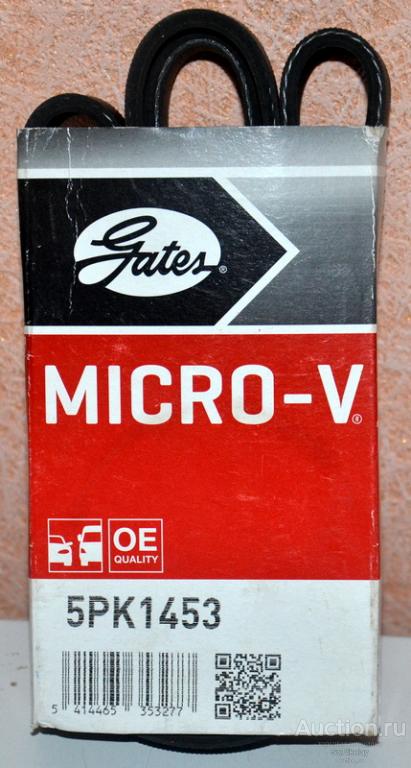 Gates®
MICRO-V®
OE
QUALITY
5PK1453
5 414465 353277
Auction.ru